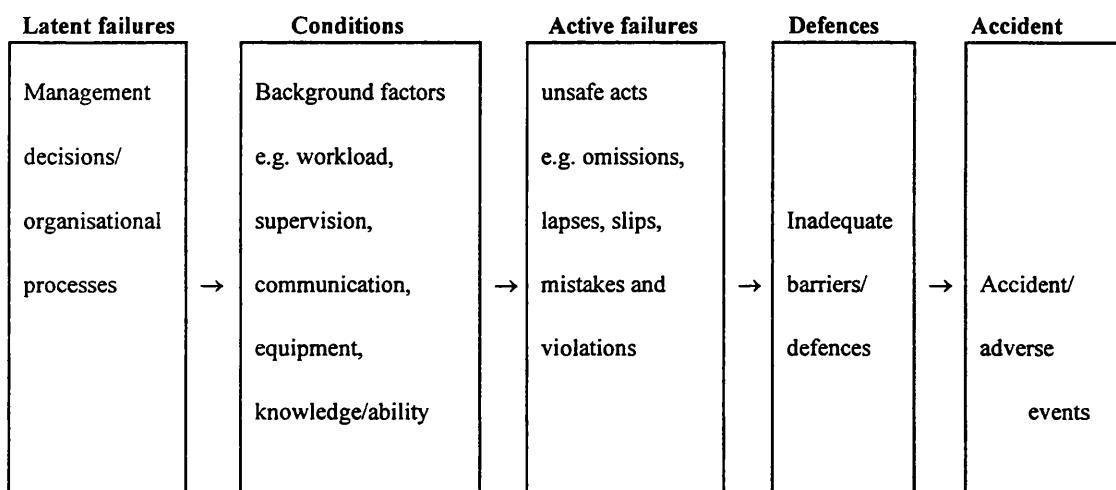 Latent failures
Conditions
Active failures
Defences
Accident
Management
decisions/
organisational
processes
→
Background factors
e.g. workload,
supervision,
communication,
equipment,
knowledge/ability
→
unsafe acts
e.g. omissions,
lapses, slips,
mistakes and
violations
→
Inadequate
barriers/
defences
→
Accident/
adverse
events